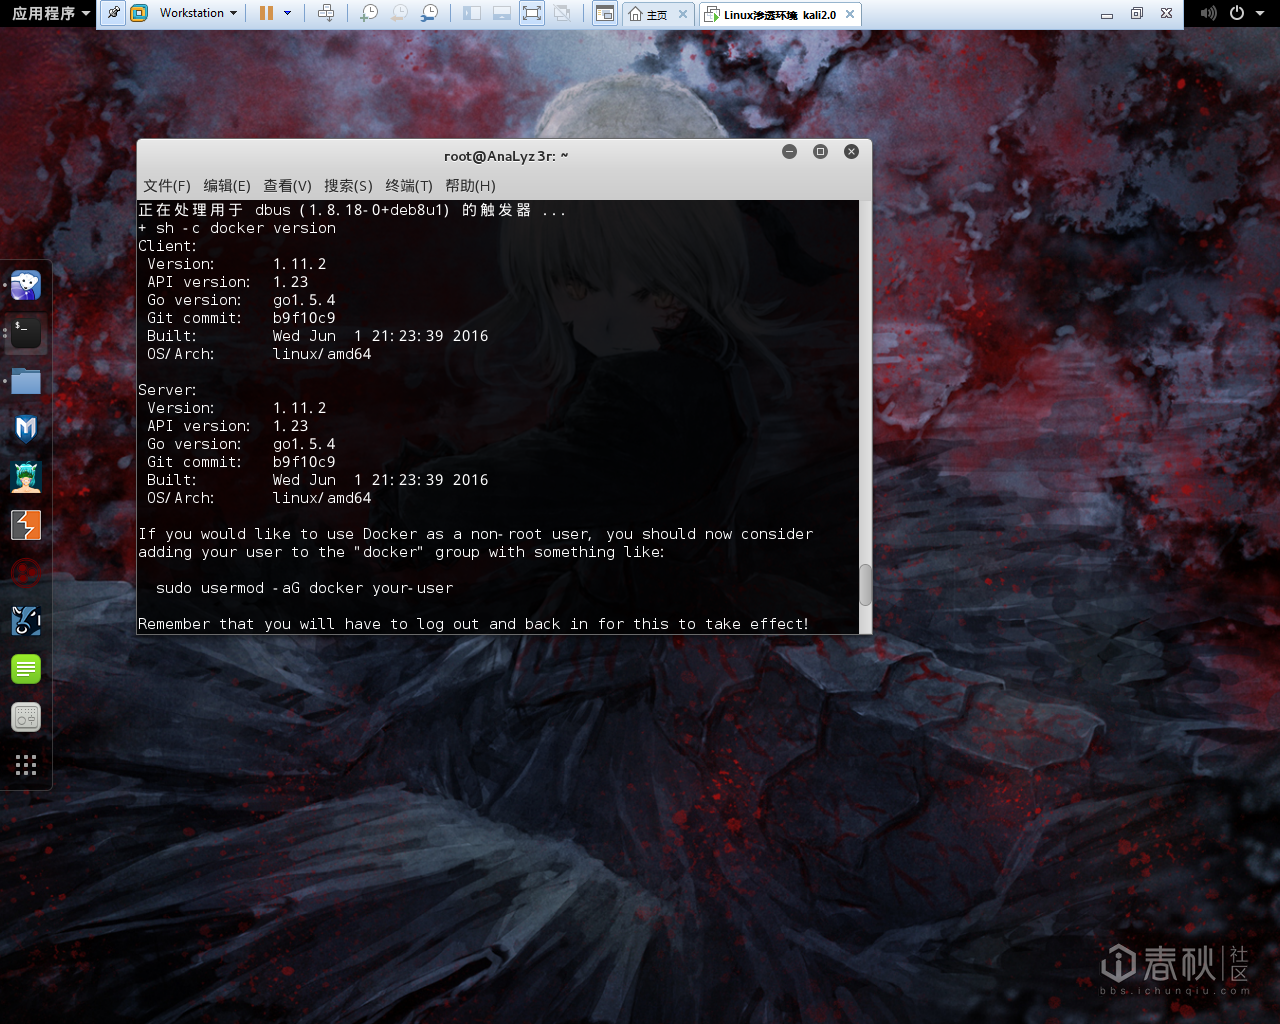 应用程序
Workstation
主页
Linux渗透环境 kali2.0
root@AnaLyz3r: ~
文件(F) 编辑(E) 查看(V) 搜索(S) 终端(T) 帮助(H)
正在处理用于 dbus (1.8.18-0+deb8u1) 的触发器 ...
+ sh -c docker version
Client:
Version: 1.11.2
API version: 1.23
Go version: go1.5.4
Git commit: b9f10c9
Built: Wed Jun 1 21:23:39 2016
OS/Arch: linux/amd64
Server:
Version: 1.11.2
API version: 1.23
Go version: go1.5.4
Git commit: b9f10c9
Built: Wed Jun 1 21:23:39 2016
OS/Arch: linux/amd64
If you would like to use Docker as a non-root user, you should now consider
adding your user to the "docker" group with something like:
sudo usermod -aG docker your-user
Remember that you will have to log out and back in for this to take effect!
$_
春秋 社区
bbs.ichunqiu.com